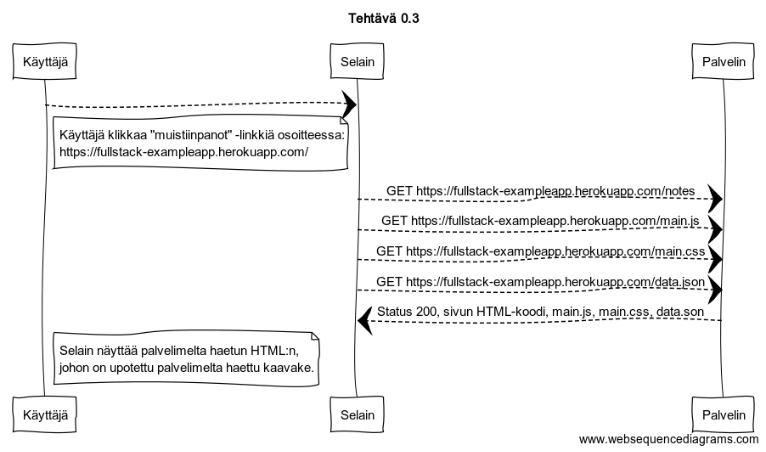 Tehtävä 0.3
Käyttäjä
Selain
Palvelin
Käyttäjä klikkaa "muistiinpanot" -linkkiä osoitteessa:
https://fullstack-exampleapp.herokuapp.com/
GET https://fullstack-exampleapp.herokuapp.com/notes
GET https://fullstack-exampleapp.herokuapp.com/main.js
GET https://fullstack-exampleapp.herokuapp.com/main.css
GET https://fullstack-exampleapp.herokuapp.com/data.json
Status 200, sivun HTML-koodi, main.js, main.css, data.son
Selain näyttää palvelimelta haetun HTML:n,
johon on upotettu palvelimelta haettu kaavake.
Käyttäjä
Selain
Palvelin
www.websequencediagrams.com